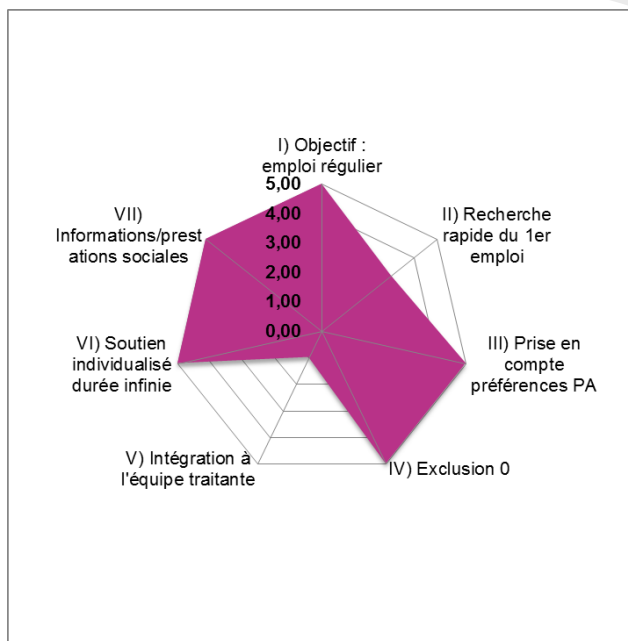 I) Objectif :
emploi régulier
5,00
4,00
3,00
2,00
1,00
0,00
II) Recherche
rapide du 1er
emploi
III) Prise en
compte
préférences PA
IV) Exclusion 0
V) Intégration à
l'équipe traitante
VI) Soutien
individualisé
durée infinie
VII)
Informations/prest
ations sociales